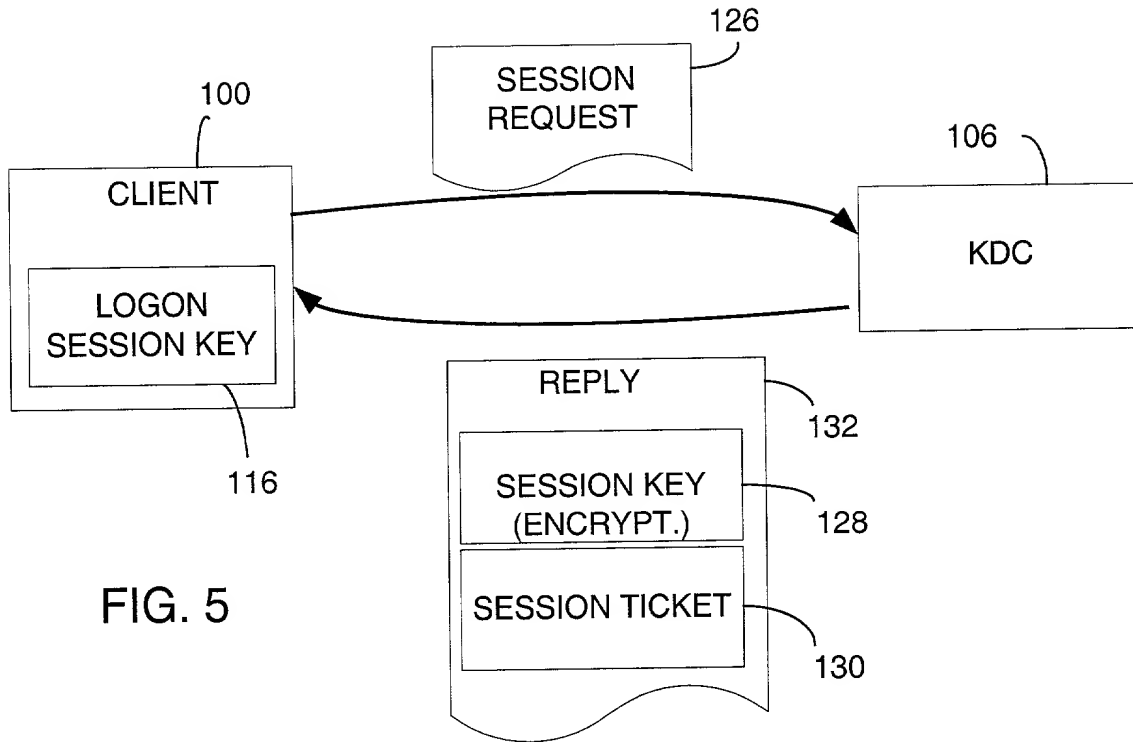 126
SESSION
REQUEST
100
CLIENT
106
KDC
LOGON
SESSION KEY
116
REPLY
132
SESSION KEY
(ENCRYPT.)
128
SESSION TICKET
130
FIG. 5